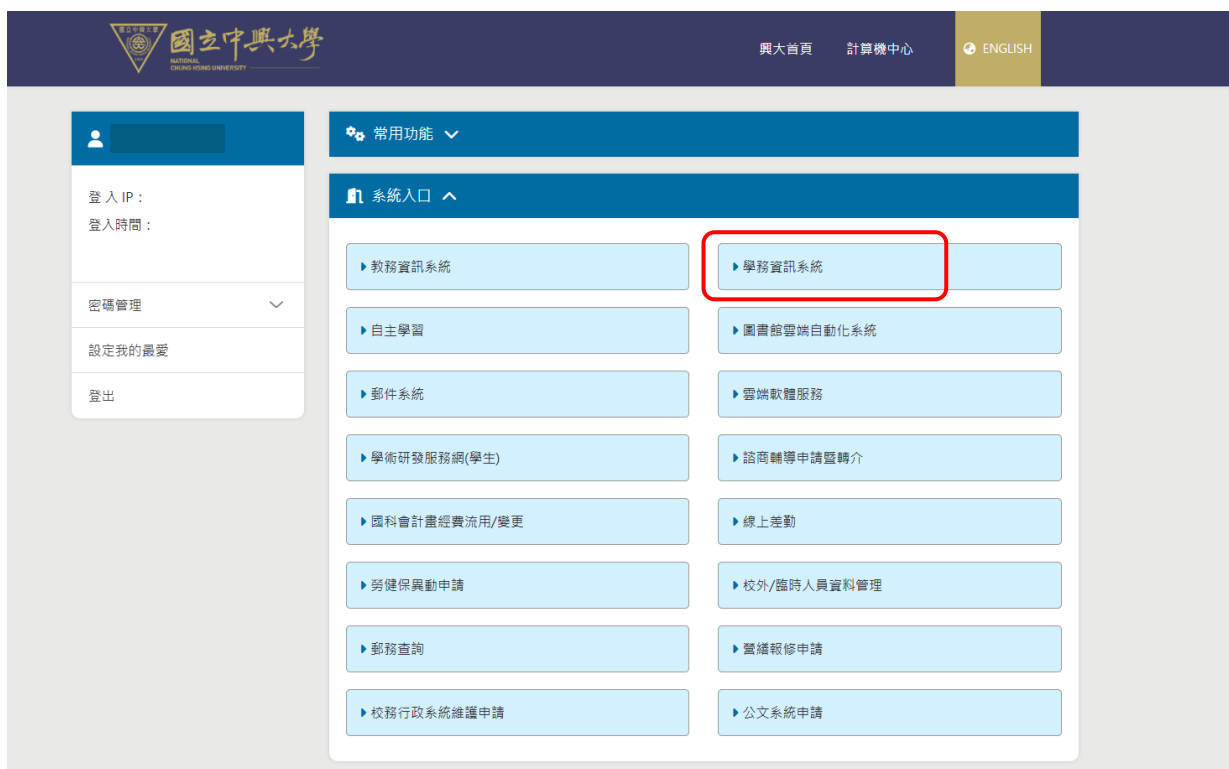 國立中興大學
國立中興大學
NATIONAL
CHUNG HSING UNIVERSITY
興大首頁
計算機中心
ENGLISH
登 入 IP：
登入時間：
密碼管理
設定我的最愛
登出
常用功能
系統入口
教務資訊系統
學務資訊系統
自主學習
圖書館雲端自動化系統
郵件系統
雲端軟體服務
學術研發服務網(學生)
諮商輔導申請暨轉介
國科會計畫經費流用/變更
線上差勤
勞健保異動申請
校外/臨時人員資料管理
郵務查詢
營繕報修申請
校務行政系統維護申請
公文系統申請